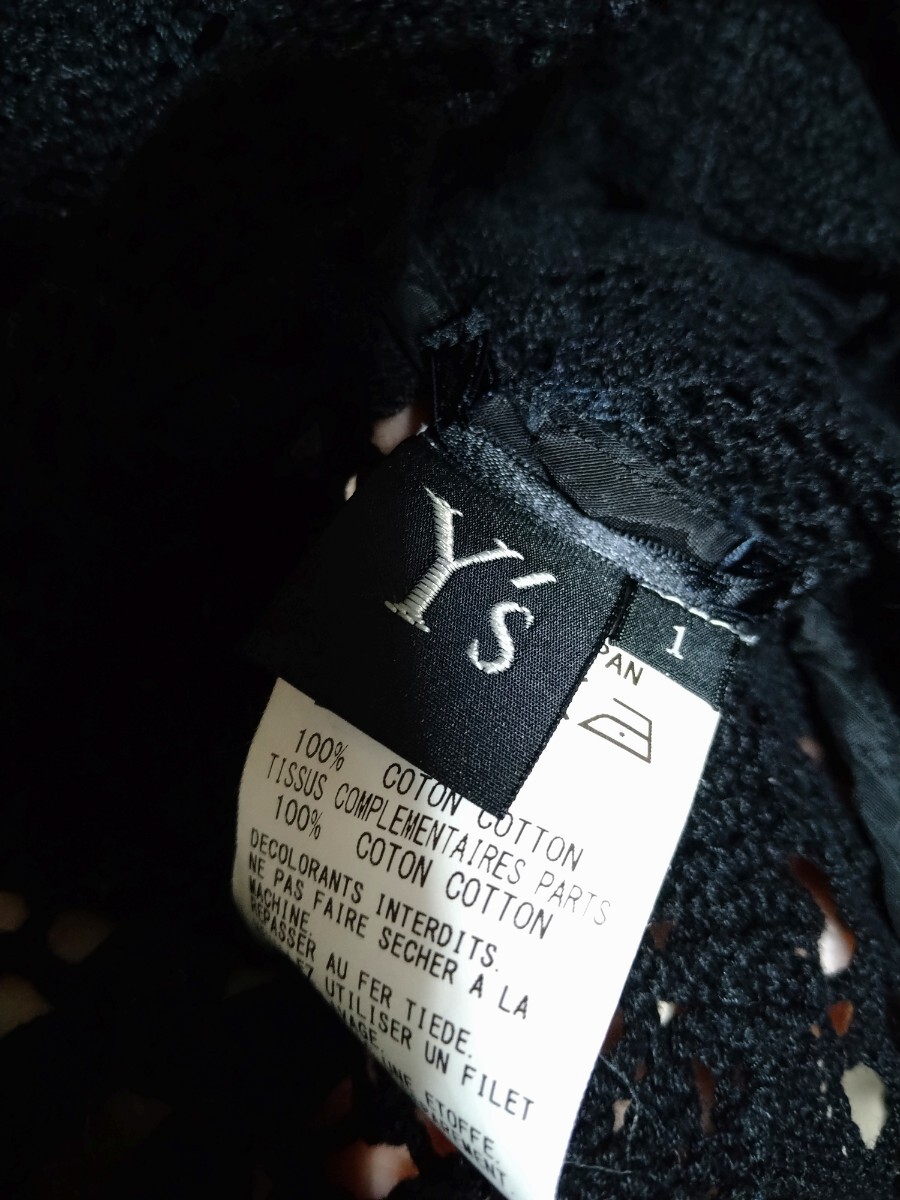 Y's
1
PAN
100% COTON COTTON
TISSUS COMPLEMENTAIRES PARTS
100% COTON COTTON
DECOLORANTS INTERDITS.
NE PAS FAIRE SECHER A LA
MACHINE.
REPASSER AU FER TIEDE.
UTILISER UN FILET
UNE ETOFFE.